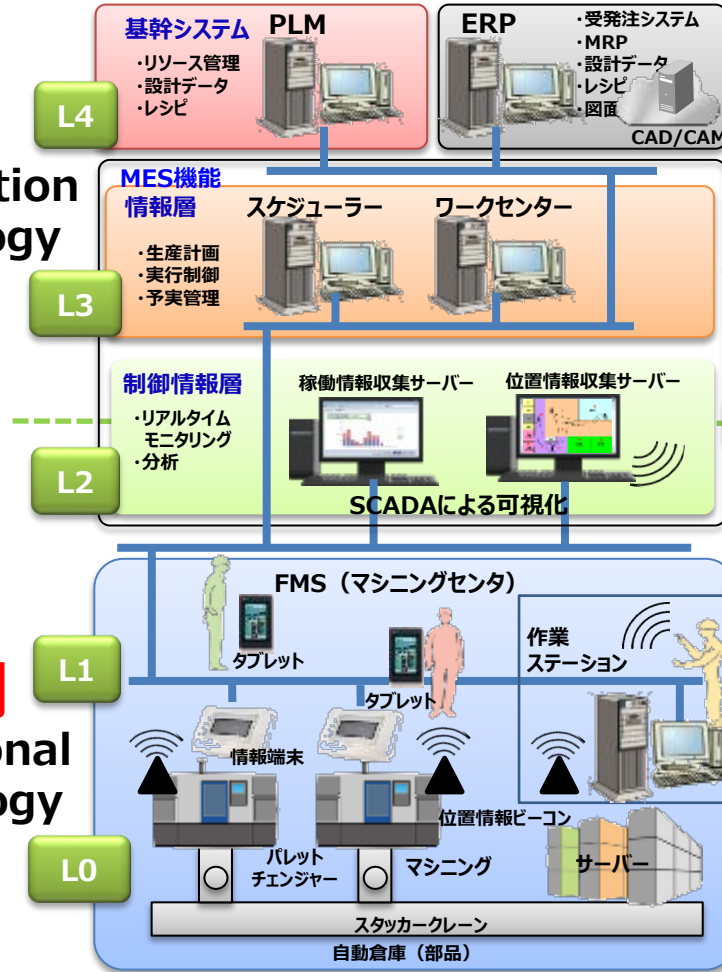 基幹システム
・リソース管理
・設計データ
・レシピ
PLM
ERP
・受発注システム
・MRP
・設計データ
・レシピ
・図面
CAD/CAM
L4
MES機能
情報層
・生産計画
・実行制御
・予実管理
スケジューラー
ワークセンター
tion
ogy
L3
制御情報層
・リアルタイム
モニタリング
・分析
稼働情報収集サーバー
位置情報収集サーバー
L2
SCADAによる可視化
FMS（マシニングセンタ）
タブレット
作業
ステーション
L1
タブレット
情報端末
onal
ogy
位置情報ビーコン
L0
パレット
チェンジャー
マシニング
サーバー
スタッカークレーン
自動倉庫（部品）